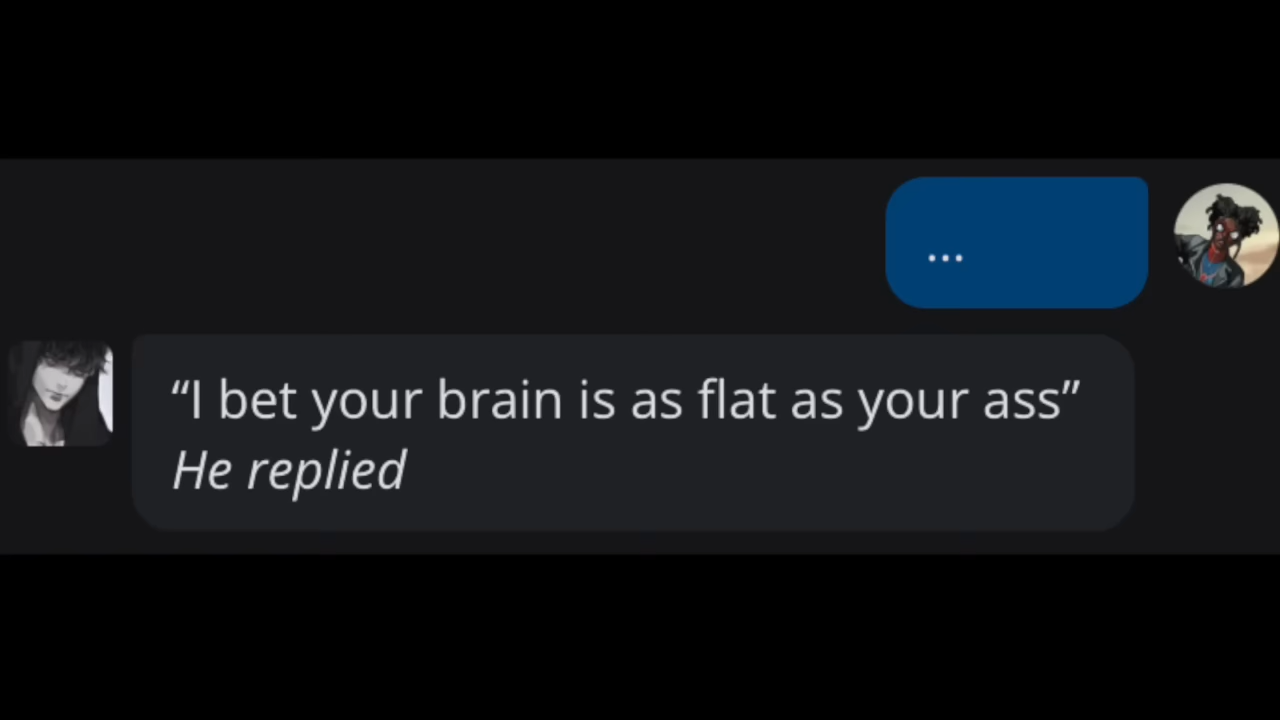 ...
“I bet your brain is as flat as your ass”
He replied